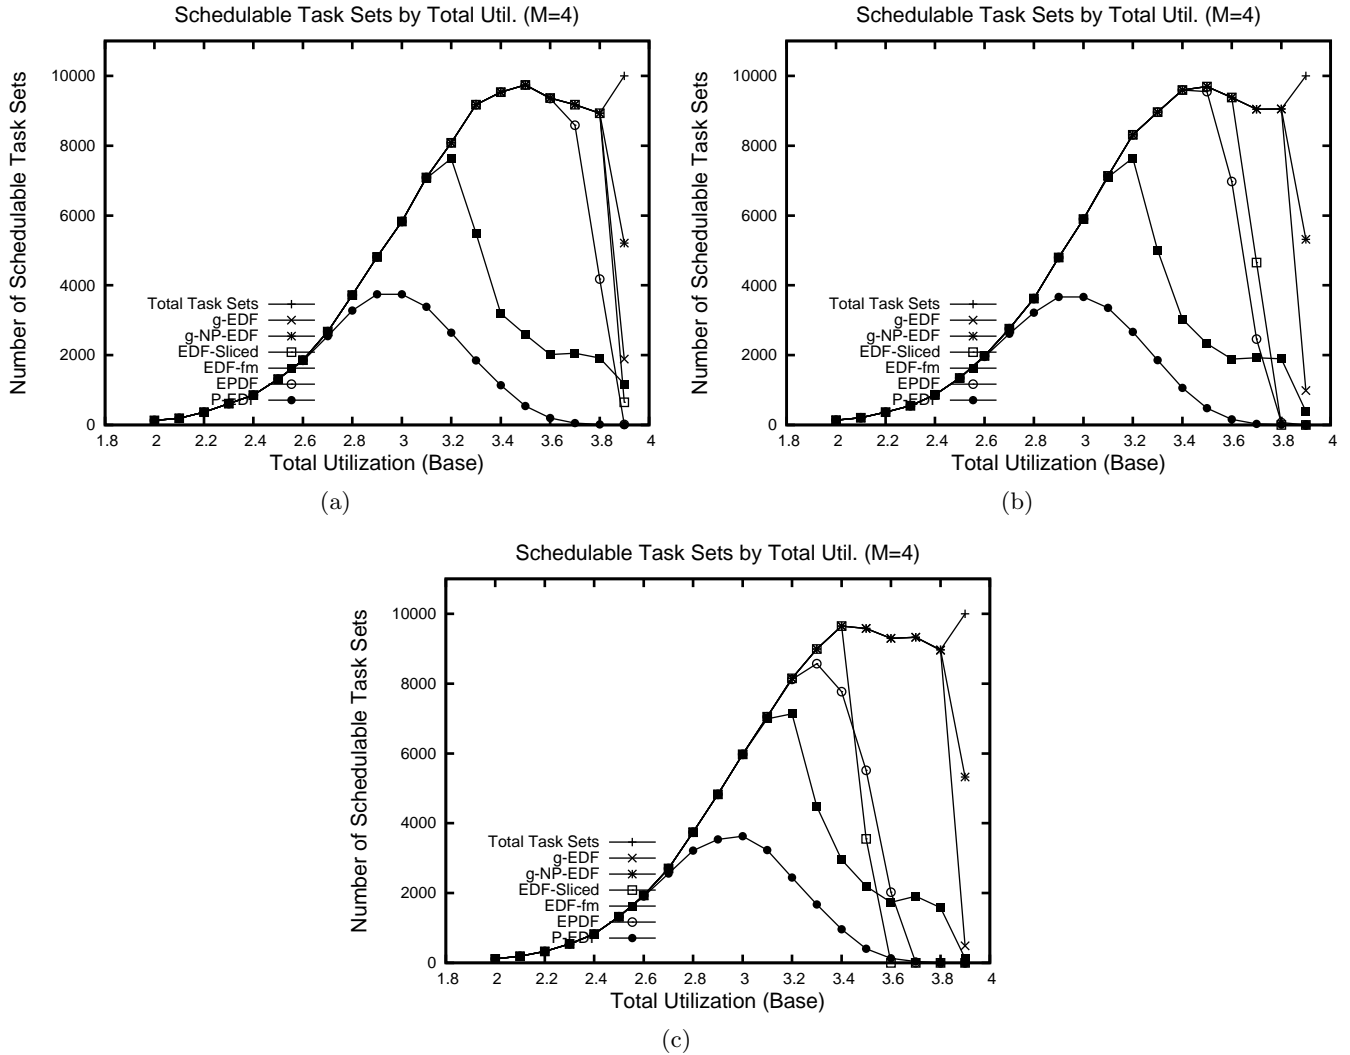 Schedulable Task Sets by Total Util. (M=4)
Number of Schedulable Task Sets
10000
8000
6000
4000
2000
0
Total Task Sets
g-EDF
g-NP-EDF
EDF-Sliced
EDF-fm
EPDF
P-EDF
1.8 2 2.2 2.4 2.6 2.8 3 3.2 3.4 3.6 3.8 4
Total Utilization (Base)
(a)
Schedulable Task Sets by Total Util. (M=4)
Number of Schedulable Task Sets
10000
8000
6000
4000
2000
0
Total Task Sets
g-EDF
g-NP-EDF
EDF-Sliced
EDF-fm
EPDF
P-EDF
1.8 2 2.2 2.4 2.6 2.8 3 3.2 3.4 3.6 3.8 4
Total Utilization (Base)
(b)
Schedulable Task Sets by Total Util. (M=4)
Number of Schedulable Task Sets
10000
8000
6000
4000
2000
0
Total Task Sets
g-EDF
g-NP-EDF
EDF-Sliced
EDF-fm
EPDF
P-EDF
1.8 2 2.2 2.4 2.6 2.8 3 3.2 3.4 3.6 3.8 4
Total Utilization (Base)
(c)